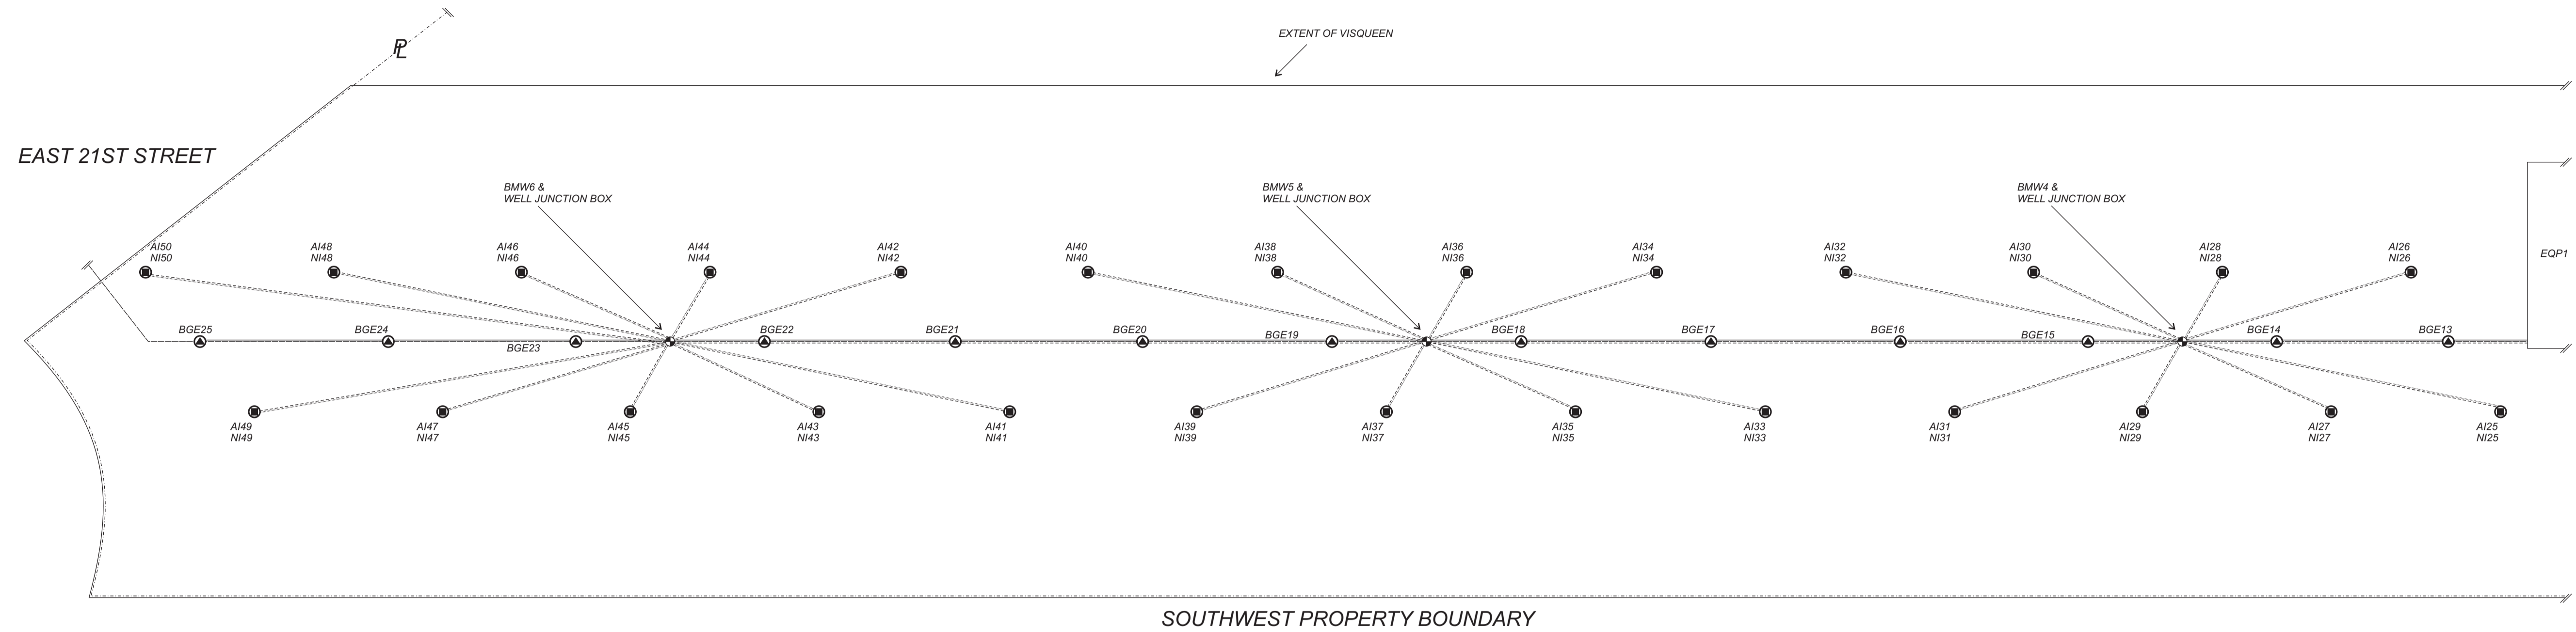 EXTENT OF VISQUEEN
PL
EAST 21ST STREET
BMW6 &
WELL JUNCTION BOX
BMW5 &
WELL JUNCTION BOX
BMW4 &
WELL JUNCTION BOX
AI50
NI50
AI48
NI48
AI46
NI46
AI44
NI44
AI42
NI42
AI40
NI40
AI38
NI38
AI36
NI36
AI34
NI34
AI32
NI32
AI30
NI30
AI28
NI28
AI26
NI26
EQP1
BGE25
BGE24
BGE23
BGE22
BGE21
BGE20
BGE19
BGE18
BGE17
BGE16
BGE15
BGE14
BGE13
AI49
NI49
AI47
NI47
AI45
NI45
AI43
NI43
AI41
NI41
AI39
NI39
AI37
NI37
AI35
NI35
AI33
NI33
AI31
NI31
AI29
NI29
AI27
NI27
AI25
NI25
SOUTHWEST PROPERTY BOUNDARY